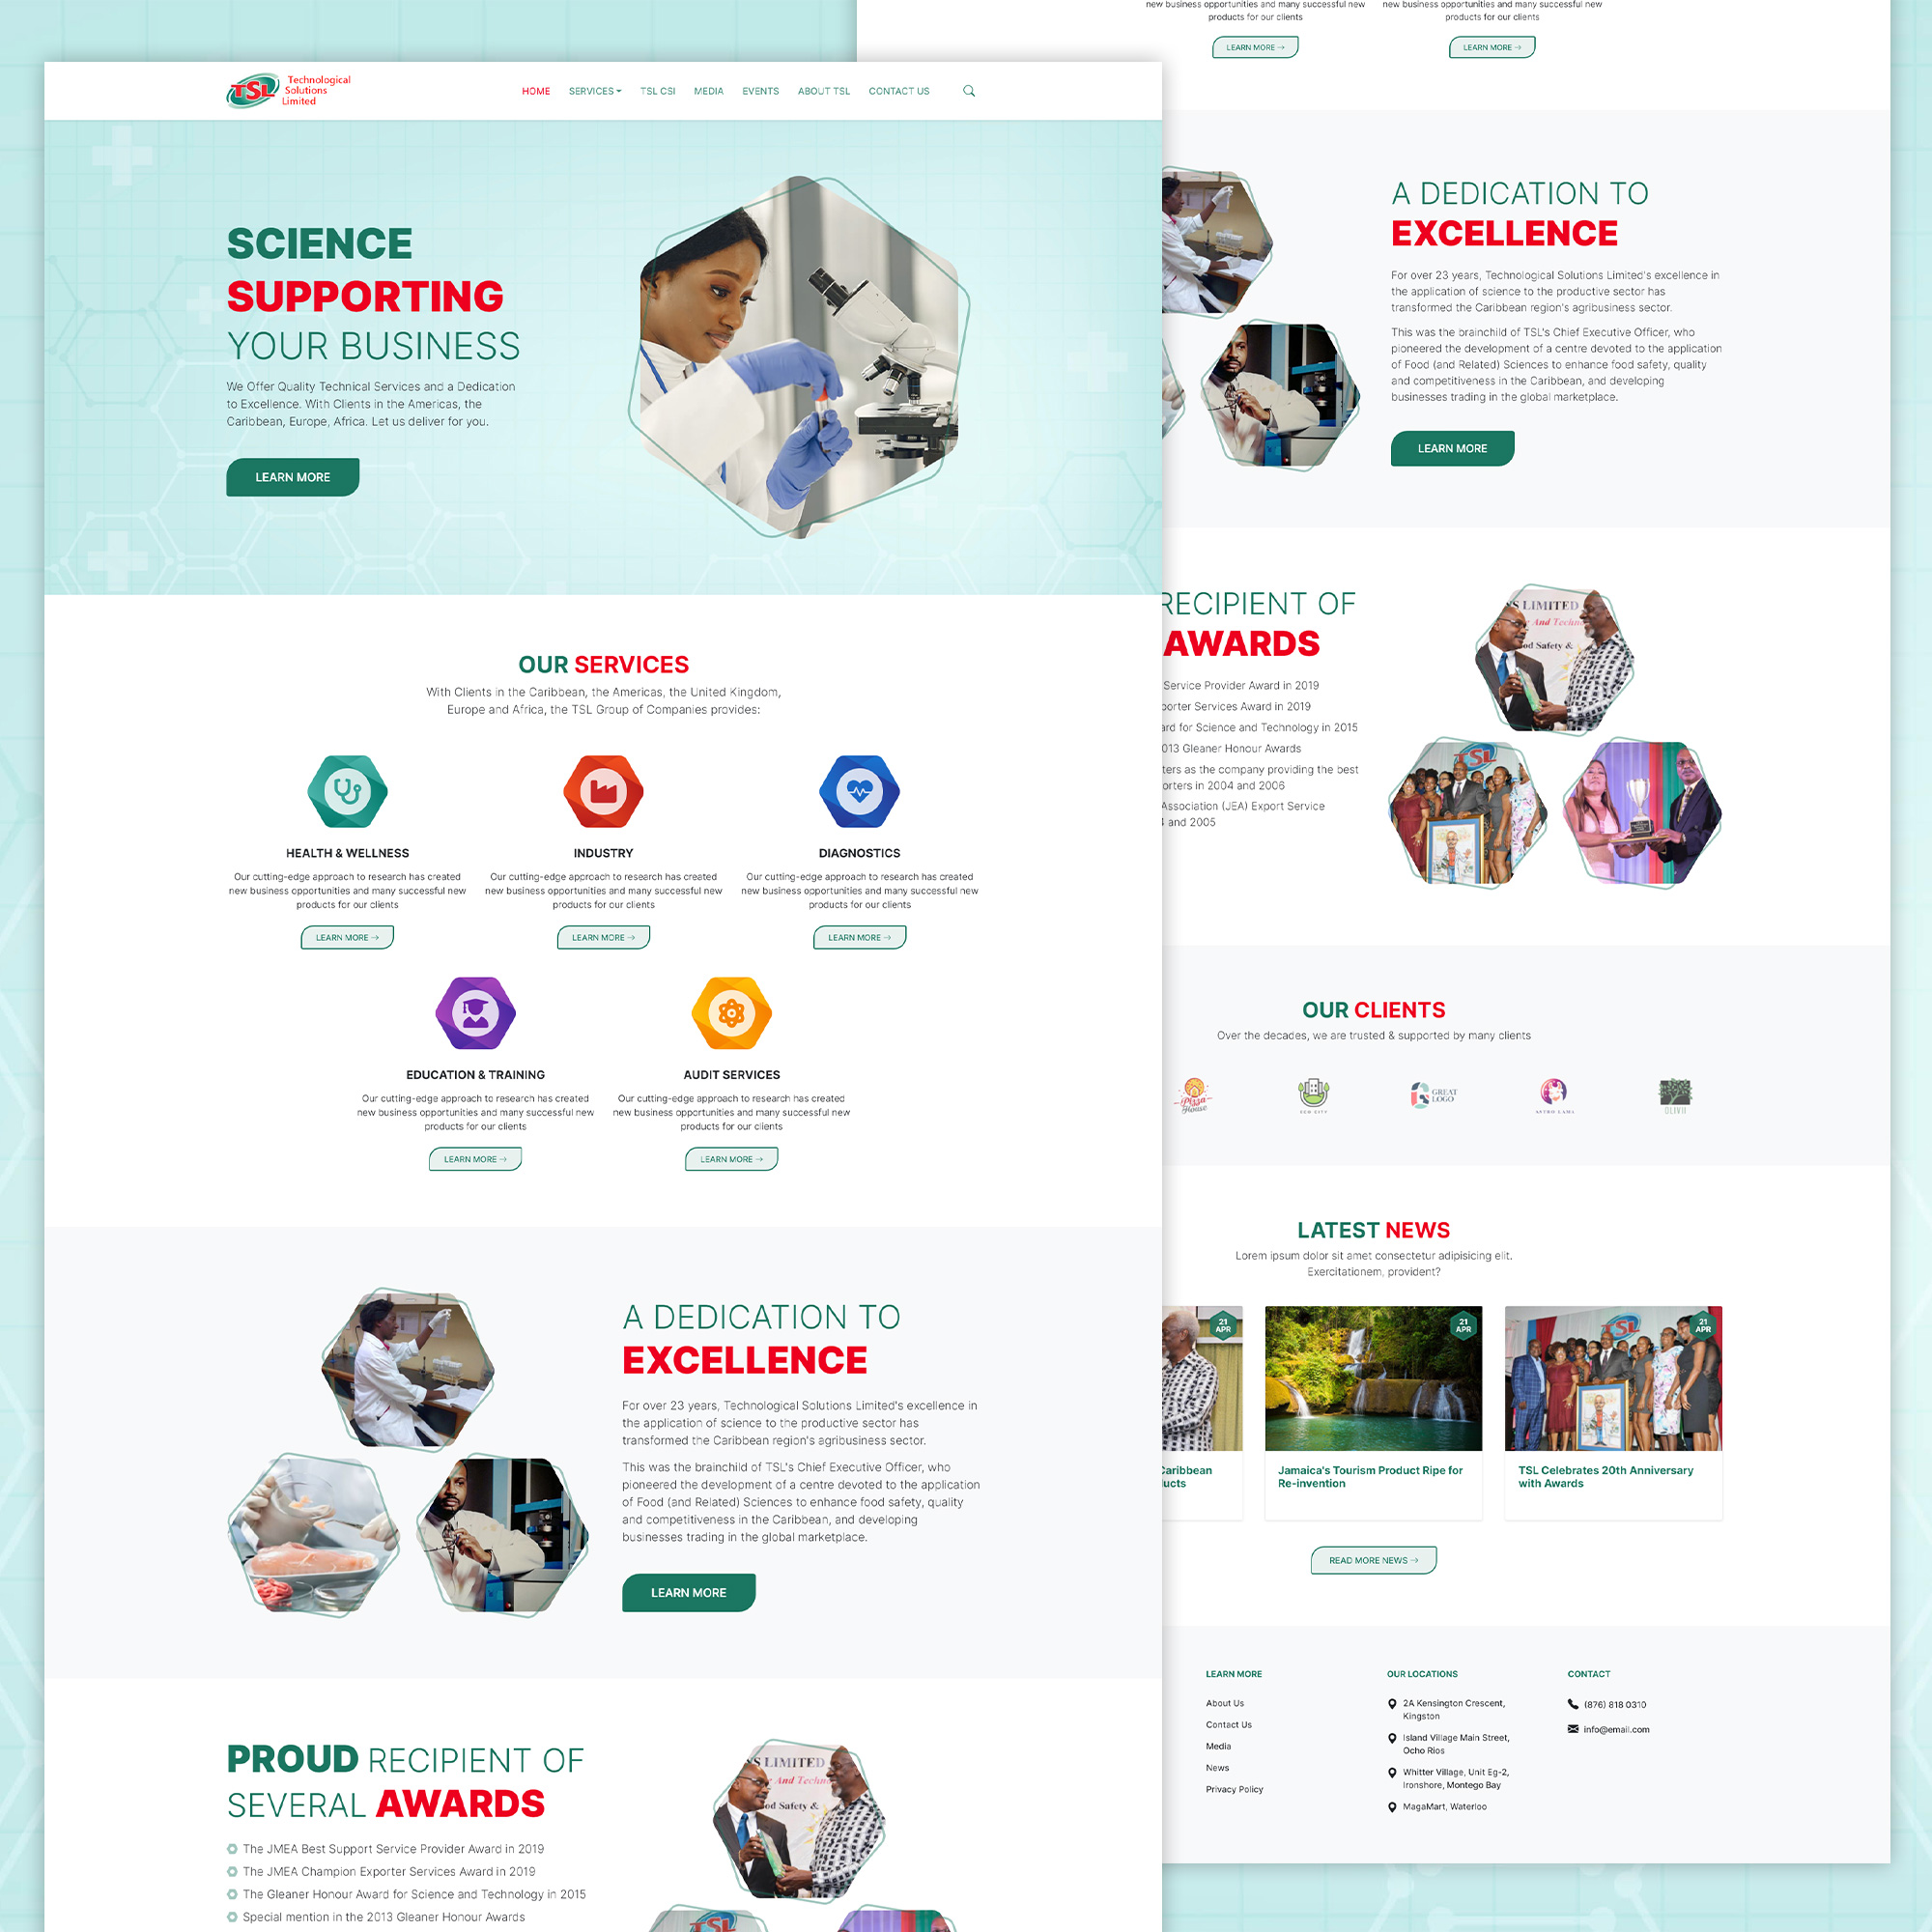 TSL
Technological
Solutions
Limited
HOME SERVICES TSL CSI MEDIA EVENTS ABOUT TSL CONTACT US
SCIENCE
SUPPORTING
YOUR BUSINESS
We Offer Quality Technical Services and a Dedication
to Excellence. With Clients in the Americas, the
Caribbean, Europe, Africa. Let us deliver for you.
LEARN MORE
OUR SERVICES
With Clients in the Caribbean, the Americas, the United Kingdom,
Europe and Africa, the TSL Group of Companies provides:
HEALTH & WELLNESS
Our cutting-edge approach to research has created
new business opportunities and many successful new
products for our clients
LEARN MORE →
INDUSTRY
Our cutting-edge approach to research has created
new business opportunities and many successful new
products for our clients
LEARN MORE →
DIAGNOSTICS
Our cutting-edge approach to research has created
new business opportunities and many successful new
products for our clients
LEARN MORE →
EDUCATION & TRAINING
Our cutting-edge approach to research has created
new business opportunities and many successful new
products for our clients
LEARN MORE →
AUDIT SERVICES
Our cutting-edge approach to research has created
new business opportunities and many successful new
products for our clients
LEARN MORE →
A DEDICATION TO
EXCELLENCE
For over 23 years, Technological Solutions Limited's excellence in
the application of science to the productive sector has
transformed the Caribbean region's agribusiness sector.
This was the brainchild of TSL's Chief Executive Officer, who
pioneered the development of a centre devoted to the application
of Food (and Related) Sciences to enhance food safety, quality
and competitiveness in the Caribbean, and developing
businesses trading in the global marketplace.
LEARN MORE
PROUD RECIPIENT OF
SEVERAL AWARDS
The JMEA Best Support Service Provider Award in 2019
The JMEA Champion Exporter Services Award in 2019
The Gleaner Honour Award for Science and Technology in 2015
Special mention in the 2013 Gleaner Honour Awards
S LIMITED
And Techn
od Safety &
TSL
new business opportunities and many successful new
products for our clients
LEARN MORE →
new business opportunities and many successful new
products for our clients
LEARN MORE →
A DEDICATION TO
EXCELLENCE
For over 23 years, Technological Solutions Limited's excellence in
the application of science to the productive sector has
transformed the Caribbean region's agribusiness sector.
This was the brainchild of TSL's Chief Executive Officer, who
pioneered the development of a centre devoted to the application
of Food (and Related) Sciences to enhance food safety, quality
and competitiveness in the Caribbean, and developing
businesses trading in the global marketplace.
LEARN MORE
RECIPIENT OF
AWARDS
Service Provider Award in 2019
porter Services Award in 2019
ard for Science and Technology in 2015
013 Gleaner Honour Awards
ters as the company providing the best
orters in 2004 and 2006
Association (JEA) Export Service
and 2005
S LIMITED
And Techn
od Safety &
TSL
OUR CLIENTS
Over the decades, we are trusted & supported by many clients
Pizza
House
ECO CITY
GREAT
LOGO
ASTRO LAMA
OLIVII
LATEST NEWS
Lorem ipsum dolor sit amet consectetur adipisicing elit.
Exercitationem, provident?
21
APR
Caribbean
ucts
21
APR
Jamaica's Tourism Product Ripe for
Re-invention
TSL
21
APR
TSL Celebrates 20th Anniversary
with Awards
READ MORE NEWS →
LEARN MORE
About Us
Contact Us
Media
News
Privacy Policy
OUR LOCATIONS
2A Kensington Crescent,
Kingston
Island Village Main Street,
Ocho Rios
Whitter Village, Unit Eg-2,
Ironshore, Montego Bay
MagaMart, Waterloo
CONTACT
(876) 818 0310
info@email.com